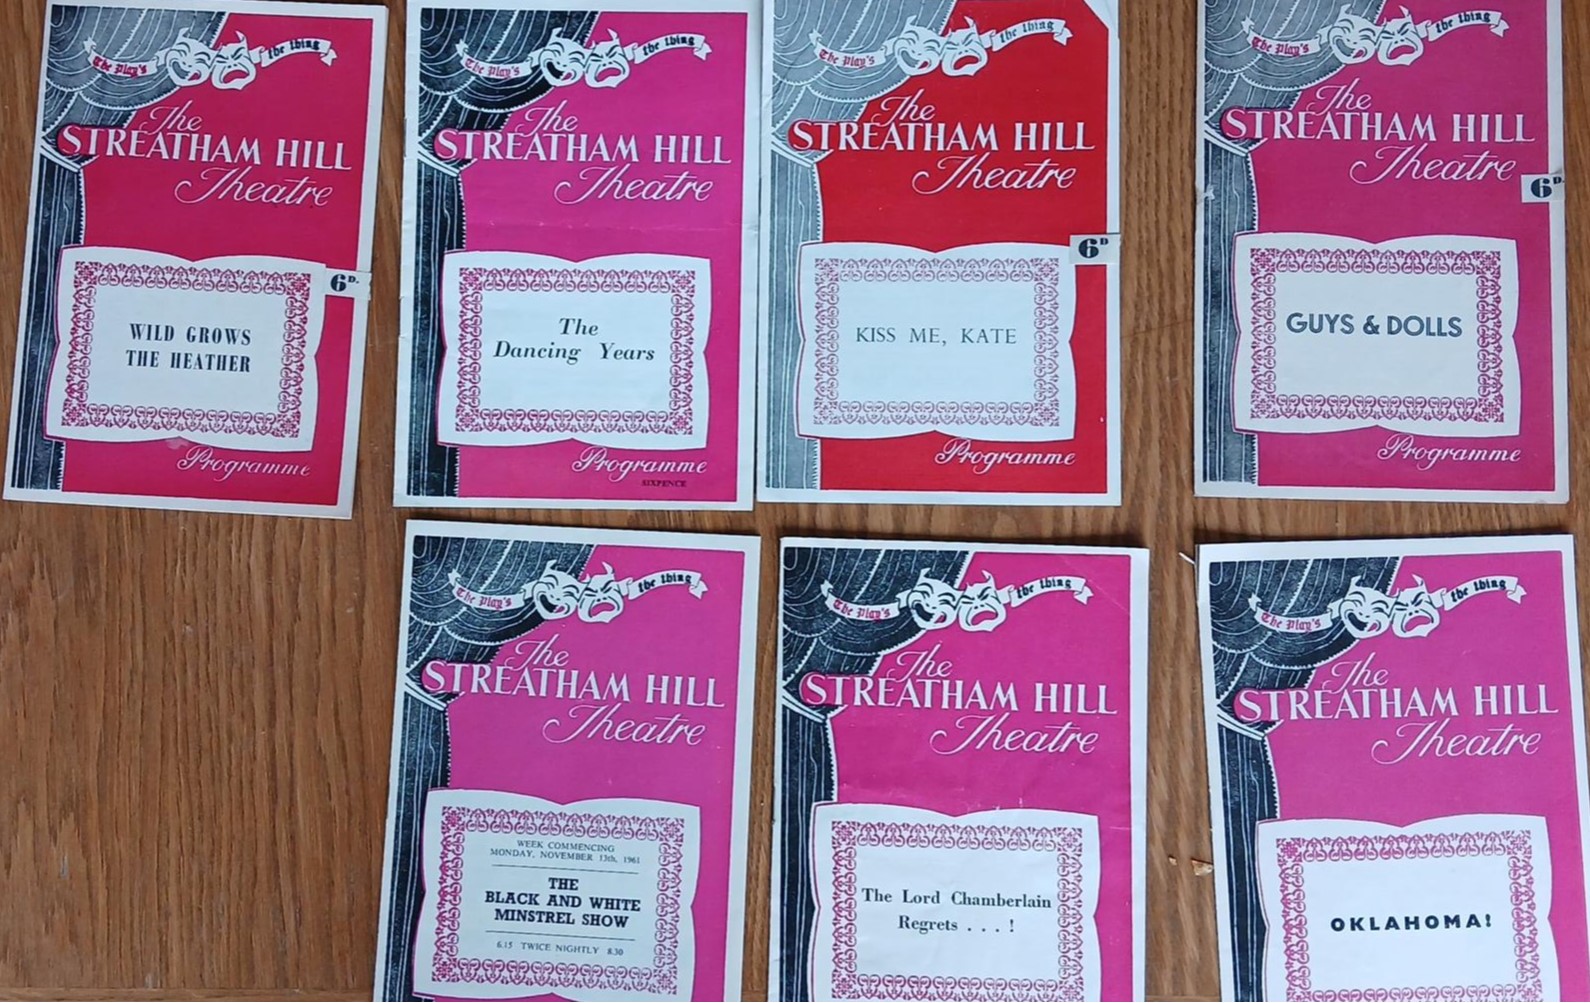 The Play's the thing
The
STREATHAM HILL
Theatre
6D.
WILD GROWS
THE HEATHER
Programme
The Play's the thing
The
STREATHAM HILL
Theatre
The
Dancing Years
Programme
SIXPENCE
The Play's the thing
The
STREATHAM HILL
Theatre
6D
KISS ME, KATE
Programme
The Play's the thing
The
STREATHAM HILL
Theatre
6D.
GUYS & DOLLS
Programme
The Play's the thing
The
STREATHAM HILL
Theatre
WEEK COMMENCING
MONDAY, NOVEMBER 13th, 1961
THE
BLACK AND WHITE
MINSTREL SHOW
6.15 TWICE NIGHTLY 8.30
The Play's the thing
The
STREATHAM HILL
Theatre
The Lord Chamberlain
Regrets . . . !
The Play's the thing
The
STREATHAM HILL
Theatre
OKLAHOMA!